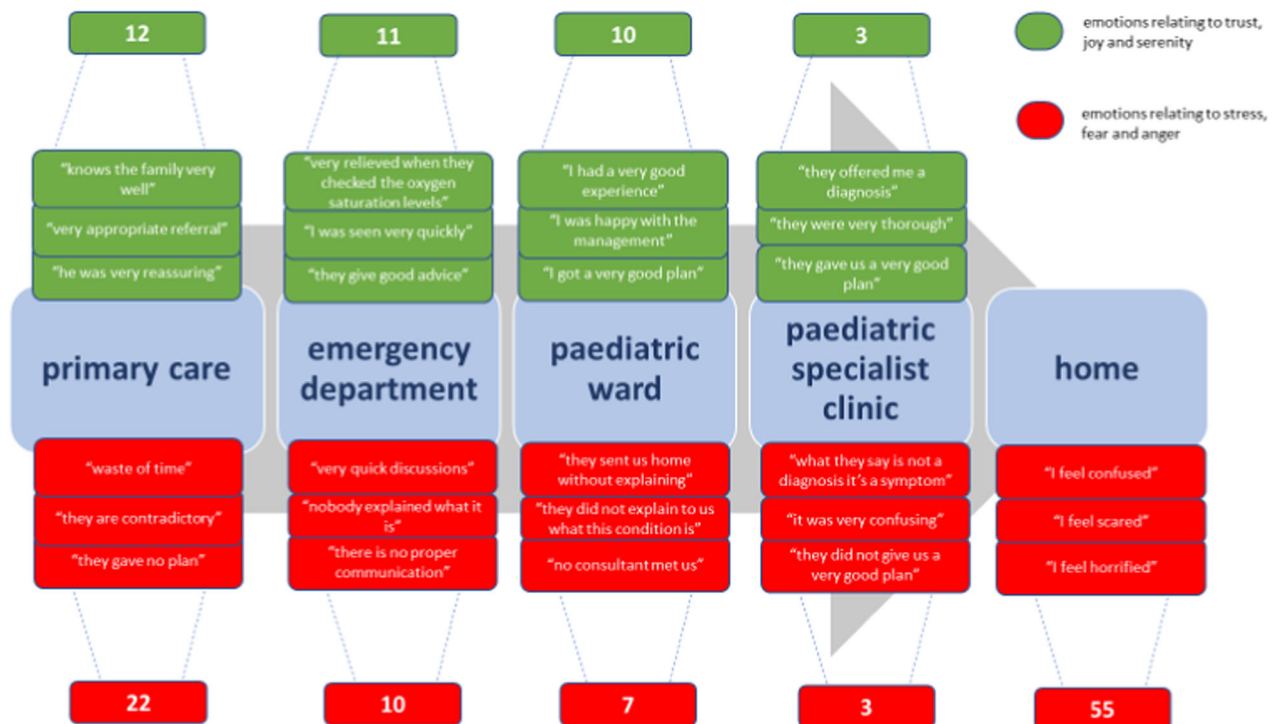 12
11
10
3
emotions relating to trust,
joy and serenity
emotions relating to stress,
fear and anger
“knows the family very
well”
“very appropriate referral”
“he was very reassuring”
“very relieved when they
checked the oxygen
saturation levels”
“I was seen very quickly”
“they give good advice”
“I had a very good
experience”
“I was happy with the
management”
“I got a very good plan”
“they offered me a
diagnosis”
“they were very thorough”
“they gave us a very good
plan”
primary care
emergency
department
paediatric
ward
paediatric
specialist
clinic
home
“waste of time”
“they are contradictory”
“they gave no plan”
“very quick discussions”
“nobody explained what it
is”
“there is no proper
communication”
“they sent us home
without explaining”
“they did not explain to us
what this condition is”
“no consultant met us”
“what they say is not a
diagnosis it’s a symptom”
“it was very confusing”
“they did not give us a
very good plan”
“I feel confused”
“I feel scared”
“I feel horrified”
22
10
7
3
55